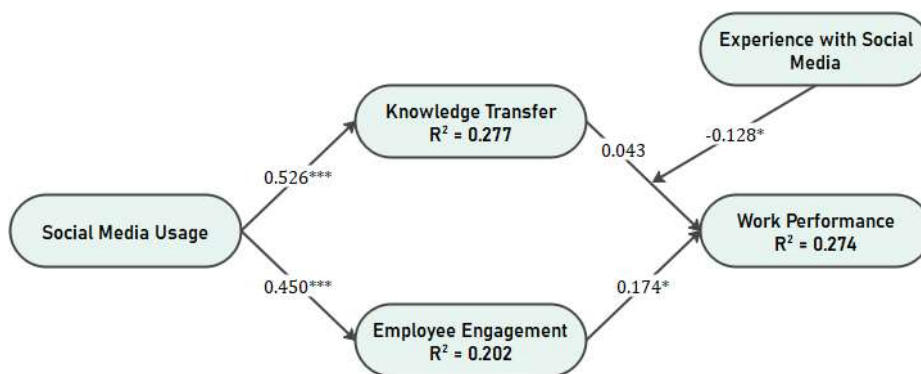 Experience with Social
Media
Knowledge Transfer
R² = 0.277
0.043
-0.128*
0.526***
Social Media Usage
Work Performance
R² = 0.274
0.450***
0.174*
Employee Engagement
R² = 0.202